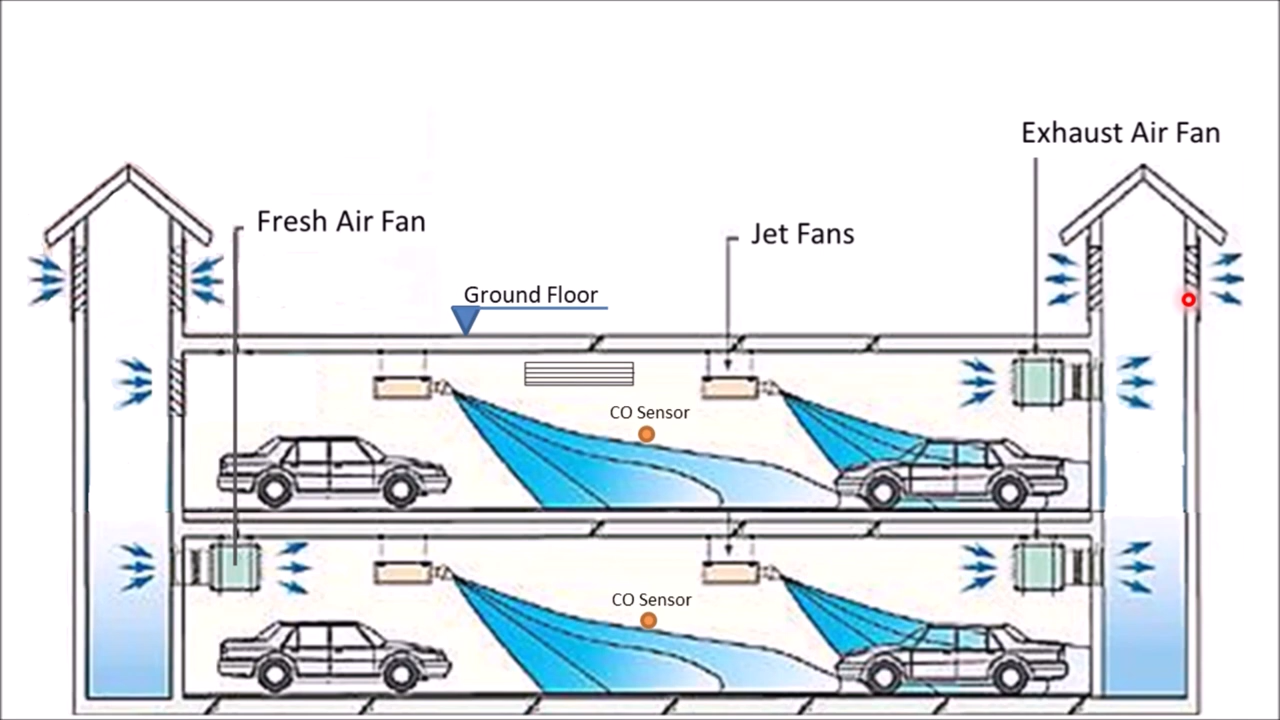 Exhaust Air Fan
Fresh Air Fan
Jet Fans
Ground Floor
CO Sensor
CO Sensor